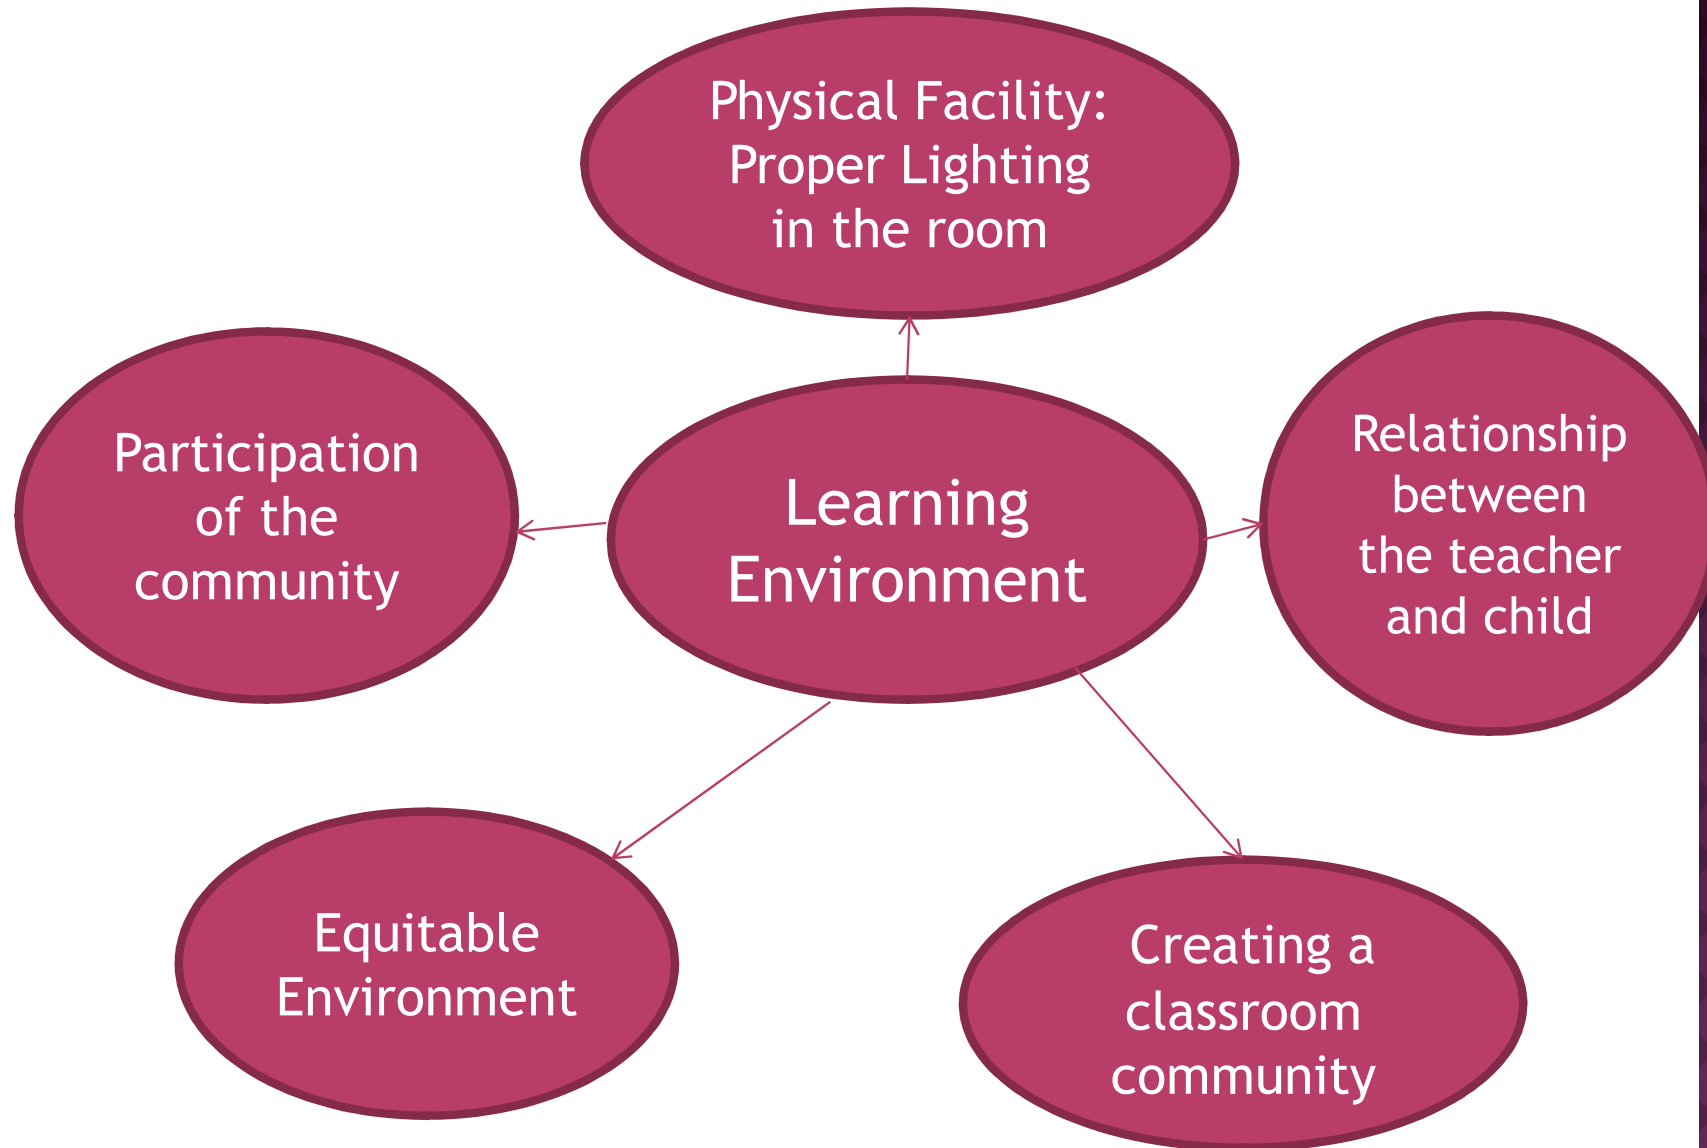 Physical Facility:
Proper Lighting
in the room
Participation
of the
community
Learning
Environment
Relationship
between
the teacher
and child
Equitable
Environment
Creating a
classroom
community